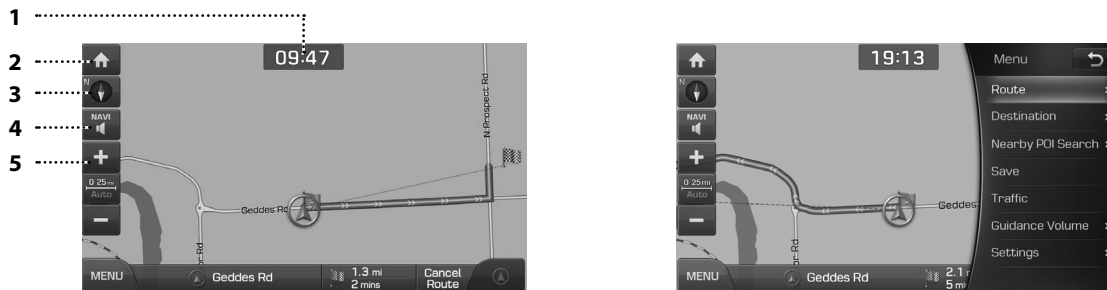 1
2
3
4
5
09:47
N
NAVI
+
0.25mi
Auto
−
N Prospect Rd
Geddes Rd
MENU
Geddes Rd
1.3 mi
2 mins
Cancel
Route
19:13
N
NAVI
+
0.25mi
Auto
−
Geddes
MENU
Geddes Rd
2.1
5 mi
Menu
Route
Destination
Nearby POI Search
Save
Traffic
Guidance Volume
Settings